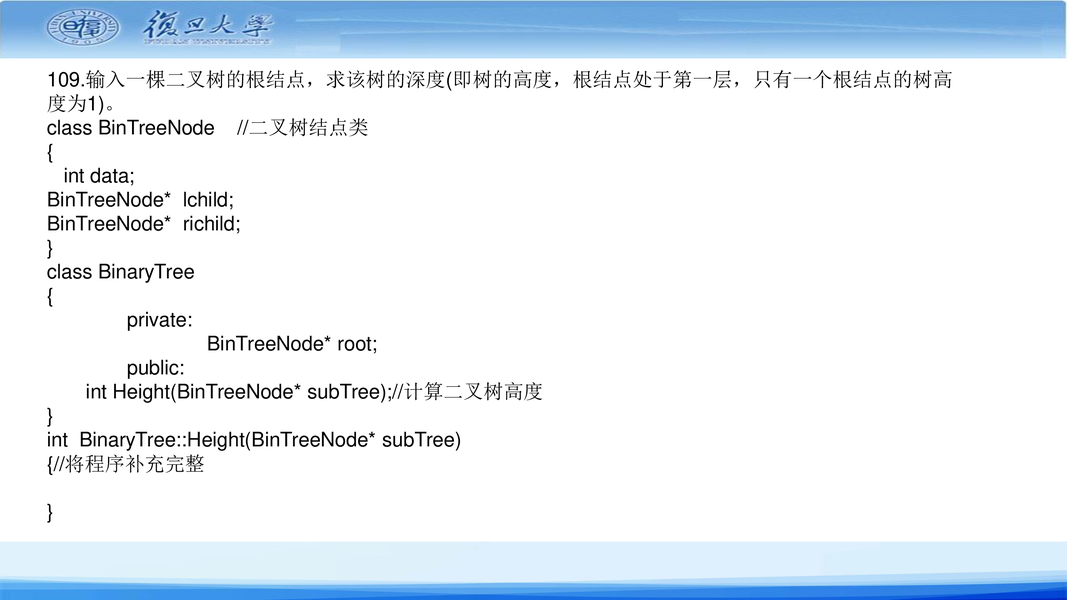 復旦大學
109.输入一棵二叉树的根结点，求该树的深度(即树的高度，根结点处于第一层，只有一个根结点的树高
度为1)。
class BinTreeNode    //二叉树结点类
{
   int data;
BinTreeNode*  lchild;
BinTreeNode*  richild;
}
class BinaryTree
{
private:
BinTreeNode* root;
public:
int Height(BinTreeNode* subTree);//计算二叉树高度
}
int  BinaryTree::Height(BinTreeNode* subTree)
{//将程序补充完整
}